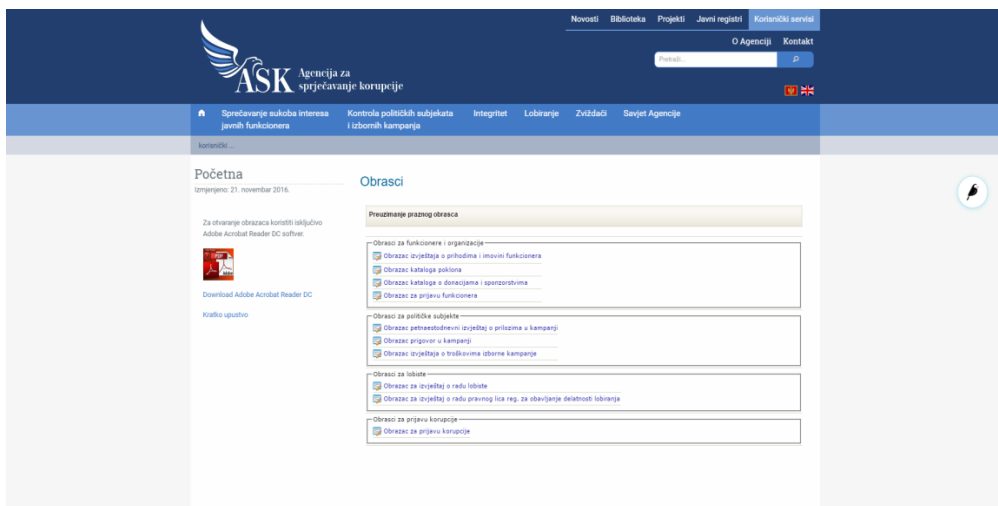 Novosti Biblioteka Projekti Javni registri Korisnički servisi
O Agenciji Kontakt
Pretraži...
ASK Agencija za
sprječavanje korupcije
Sprečavanje sukoba interesa
javnih funkcionera
Kontrola političkih subjekata
i izbornih kampanja
Integritet Lobiranje Zviždači Savjet Agencije
korisnički ...
Početna
Izmjenjeno: 21. novembar 2016.
Za otvaranje obrazaca koristiti isključivo
Adobe Acrobat Reader DC softver.
PDF
Download Adobe Acrobat Reader DC
Kratko upustvo
Obrasci
Preuzimanje praznog obrasca
Obrasci za funkcionere i organizacije
Obrazac izvještaja o prihodima i imovini funkcionera
Obrazac kataloga poklona
Obrazac kataloga o donacijama i sponzorstvima
Obrazac za prijavu funkcionera
Obrasci za političke subjekte
Obrazac petnaestodnevni izvještaj o prilozima u kampanji
Obrazac prigovor u kampanji
Obrazac izvještaja o troškovima izborne kampanje
Obrasci za lobiste
Obrazac za izvještaj o radu lobiste
Obrazac za izvještaj o radu pravnog lica reg. za obavljanje delatnosti lobiranja
Obrasci za prijavu korupcije
Obrazac za prijavu korupcije